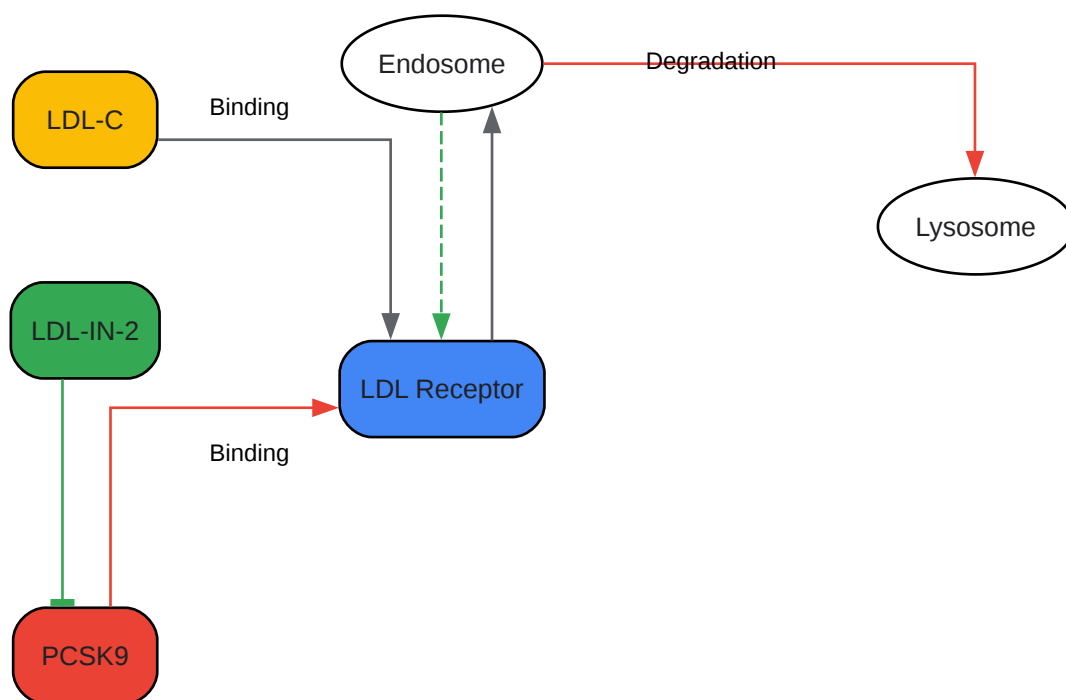 Endosome
Degradation
LDL-C
Binding
Lysosome
LDL-IN-2
LDL Receptor
Binding
PCSK9